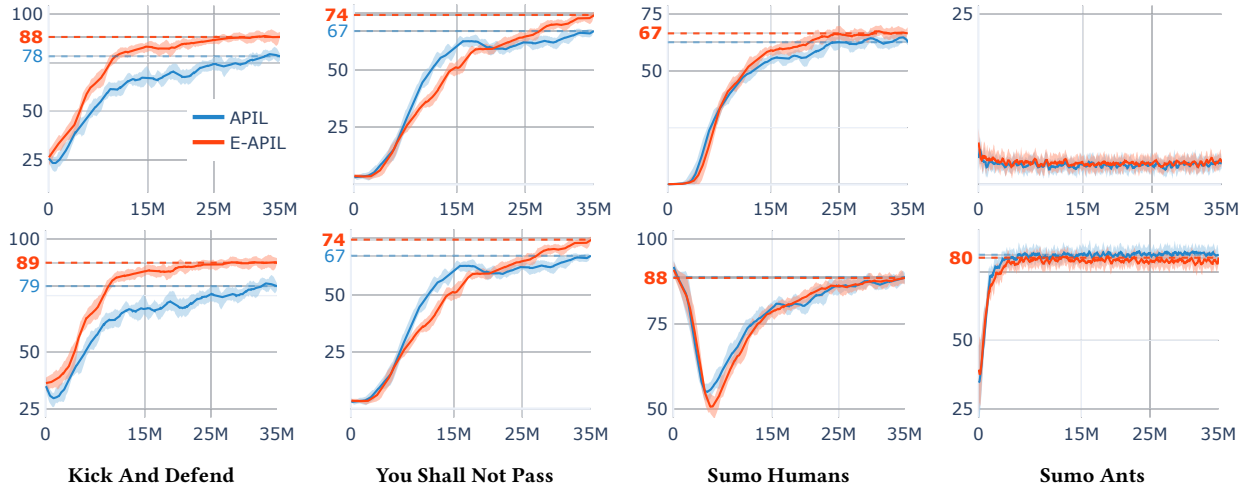 100
88
78
50
25
APIL
E-APIL
0
15M
25M
35M
74
67
50
25
0
15M
25M
35M
75
67
50
0
15M
25M
35M
25
0
15M
25M
35M
100
89
79
50
25
0
15M
25M
35M
74
67
50
25
0
15M
25M
35M
100
88
75
50
0
15M
25M
35M
80
50
25
0
15M
25M
35M
Kick And Defend
You Shall Not Pass
Sumo Humans
Sumo Ants